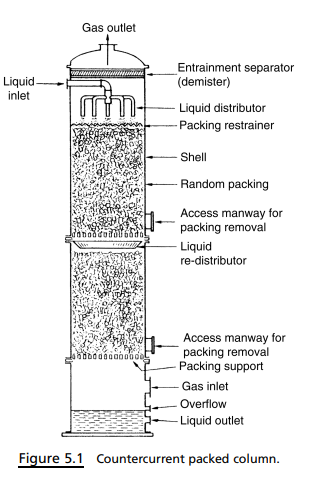 Gas outlet
Entrainment separator
(demister)
Liquid
inlet
Liquid distributor
Packing restrainer
Shell
Random packing
Access manway for
packing removal
Liquid
re-distributor
Access manway for
packing removal
Packing support
Gas inlet
Overflow
Liquid outlet
Figure 5.1 Countercurrent packed column.